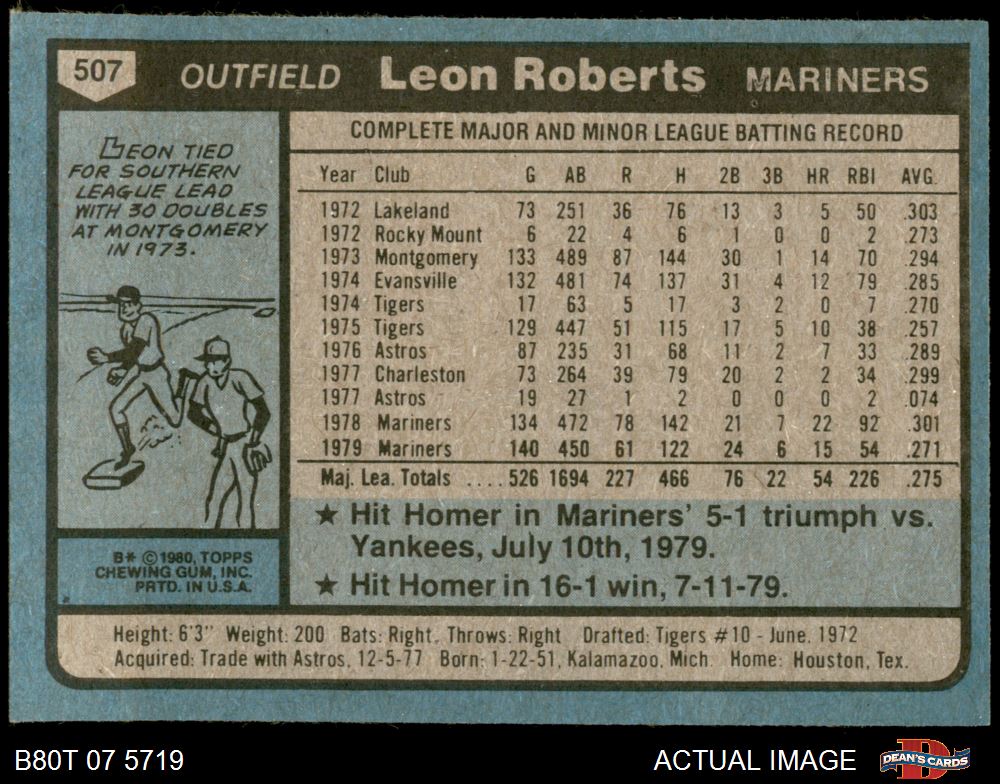 507 OUTFIELD Leon Roberts MARINERS
LEON TIED
FOR SOUTHERN
LEAGUE LEAD
WITH 30 DOUBLES
AT MONTGOMERY
IN 1973.
B* © 1980, TOPPS
CHEWING GUM, INC.
PRTD. IN U.S.A.
COMPLETE MAJOR AND MINOR LEAGUE BATTING RECORD
Year Club G AB R H 2B 3B HR RBI AVG.
1972 Lakeland 73 251 36 76 13 3 5 50 .303
1972 Rocky Mount 6 22 4 6 1 0 0 2 .273
1973 Montgomery 133 489 87 144 30 1 14 70 .294
1974 Evansville 132 481 74 137 31 4 12 79 .285
1974 Tigers 17 63 5 17 3 2 0 7 .270
1975 Tigers 129 447 51 115 17 5 10 38 .257
1976 Astros 87 235 31 68 11 2 7 33 .289
1977 Charleston 73 264 39 79 20 2 2 34 .299
1977 Astros 19 27 1 2 0 0 0 2 .074
1978 Mariners 134 472 78 142 21 7 22 92 .301
1979 Mariners 140 450 61 122 24 6 15 54 .271
Maj. Lea. Totals .... 526 1694 227 466 76 22 54 226 .275
★ Hit Homer in Mariners' 5-1 triumph vs.
Yankees, July 10th, 1979.
★ Hit Homer in 16-1 win, 7-11-79.
Height: 6'3" Weight: 200 Bats: Right. Throws: Right Drafted: Tigers #10 - June, 1972
Acquired: Trade with Astros, 12-5-77 Born: 1-22-51, Kalamazoo, Mich. Home: Houston, Tex.
B80T 07 5719 ACTUAL IMAGE D DEAN'S CARDS